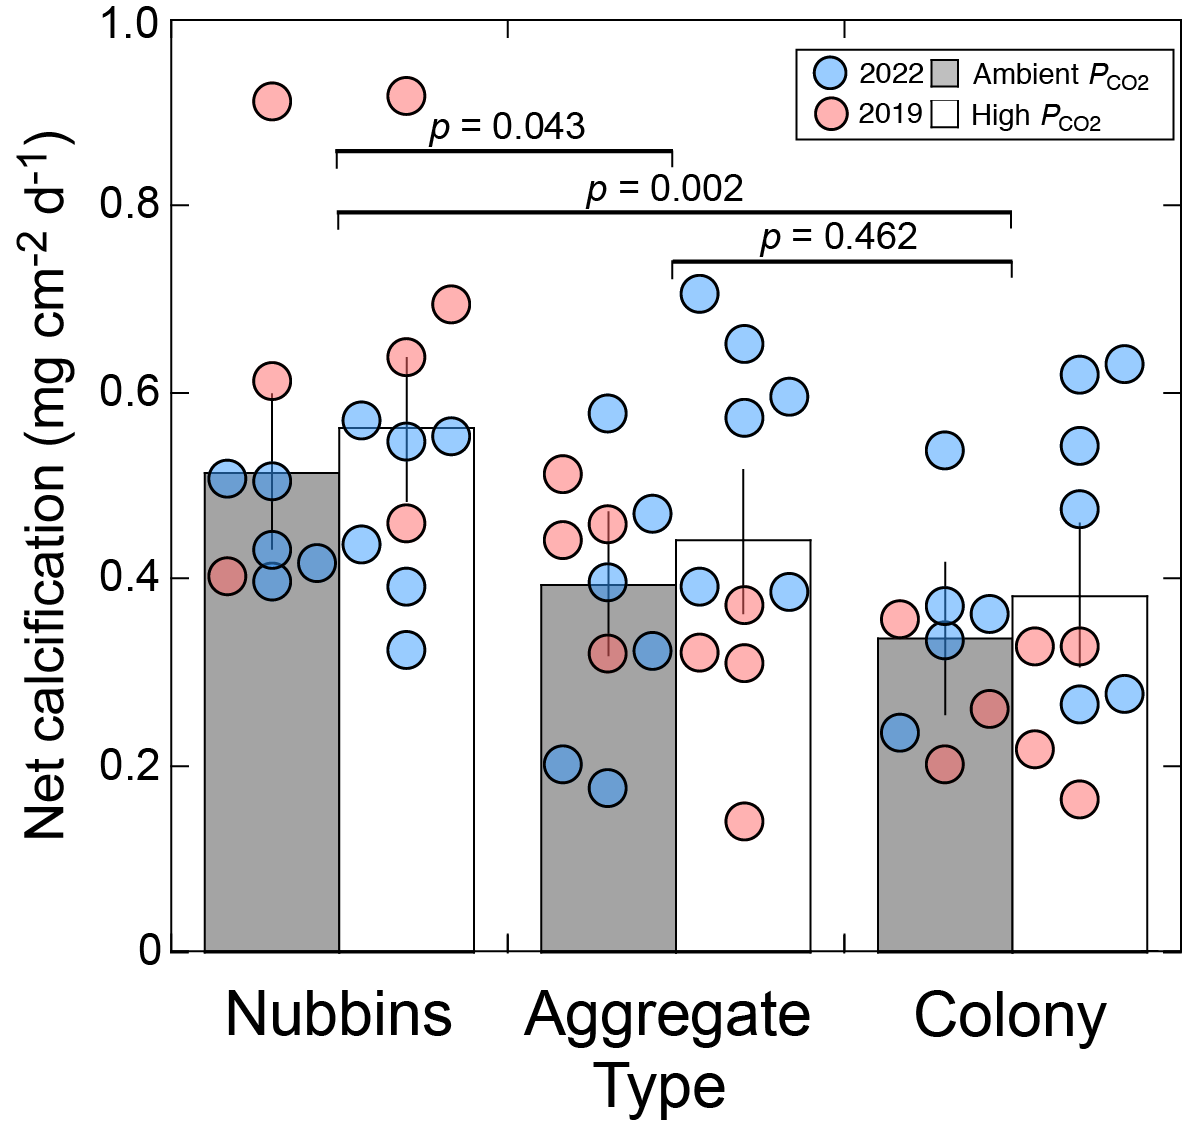 1.0
2022 Ambient PCO2
2019 High PCO2
p = 0.043
p = 0.002
0.8
p = 0.462
0.6
0.4
0.2
0
Net calcification (mg cm-2 d-1)
Nubbins Aggregate Colony
Type